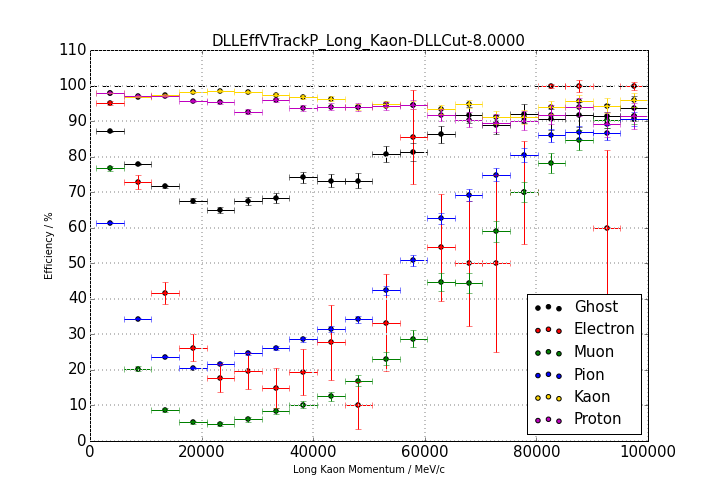 DLLEffVTrackP_Long_Kaon-DLLCut-8.0000
110
100
90
80
70
60
50
40
30
20
10
0
Efficiency / %
0 20000 40000 60000 80000 100000
Long Kaon Momentum / MeV/c
Ghost
Electron
Muon
Pion
Kaon
Proton